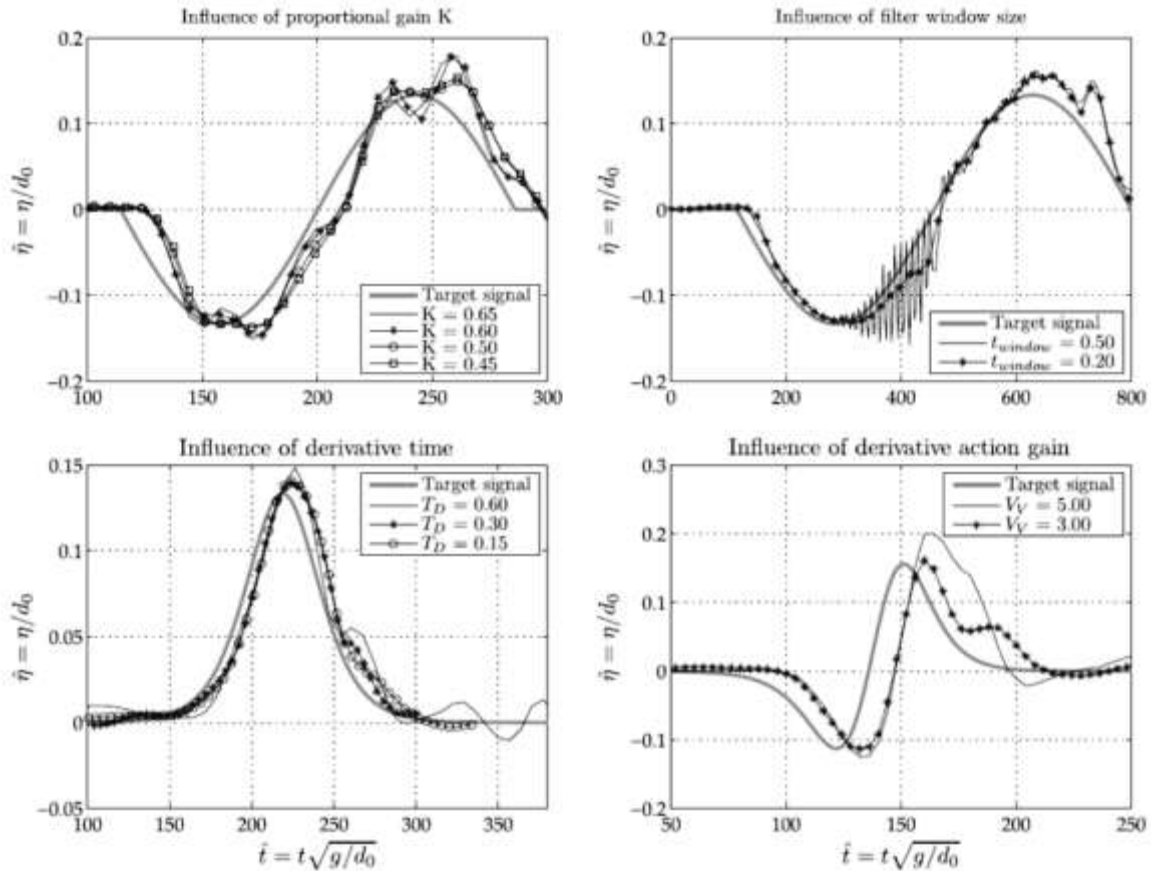 Influence of proportional gain K
0.2
0.1
0
−0.1
−0.2
η̂ = η/d₀
100
150
200
250
300
Target signal
K = 0.65
K = 0.60
K = 0.50
K = 0.45
Influence of filter window size
0.2
0.1
0
−0.1
−0.2
η̂ = η/d₀
0
200
400
600
800
Target signal
t_window = 0.50
t_window = 0.20
Influence of derivative time
0.15
0.1
0.05
0
−0.05
η̂ = η/d₀
100
150
200
250
300
350
t̂ = t√g/d₀
Target signal
T_D = 0.60
T_D = 0.30
T_D = 0.15
Influence of derivative action gain
0.3
0.2
0.1
0
−0.1
−0.2
η̂ = η/d₀
50
100
150
200
250
t̂ = t√g/d₀
Target signal
V_V = 5.00
V_V = 3.00